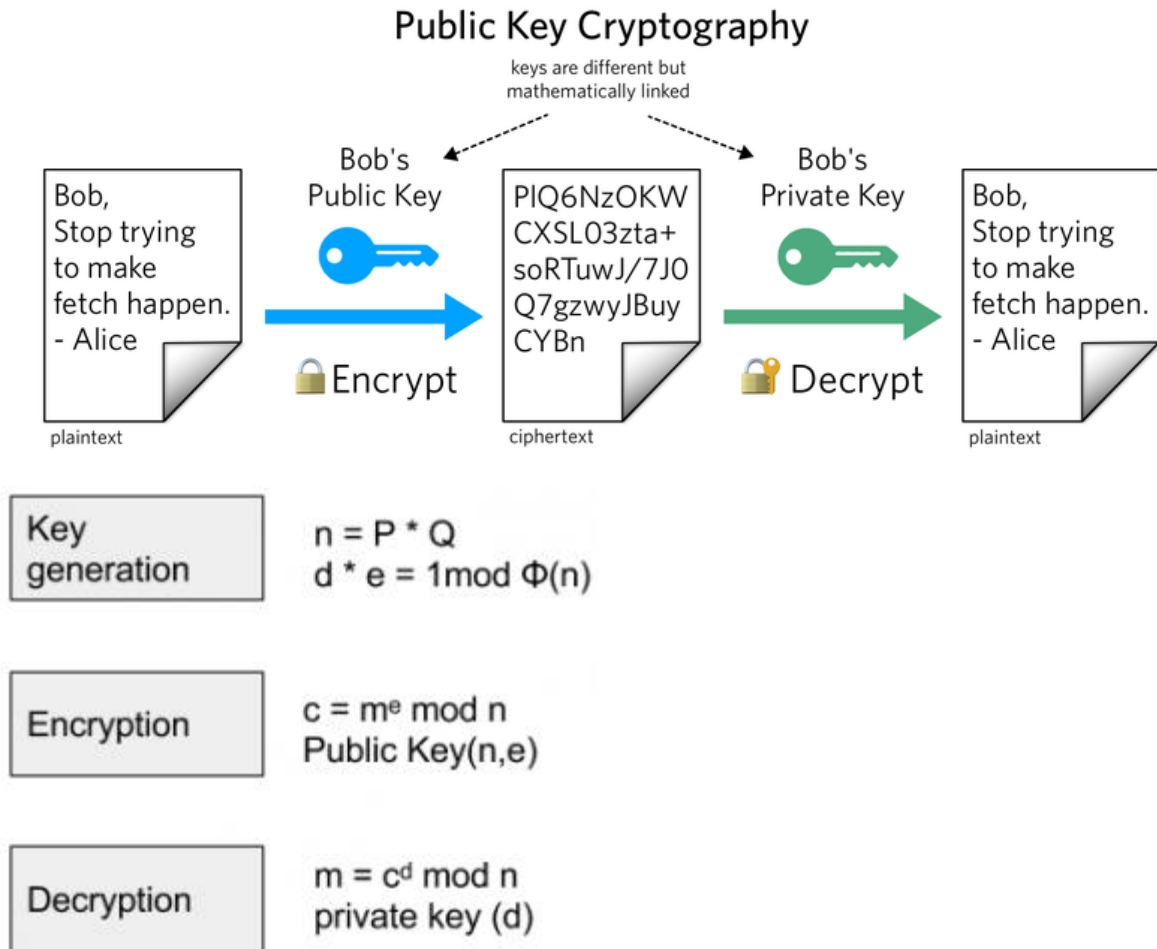 Public Key Cryptography
keys are different but
mathematically linked
Bob's
Public Key
Bob's
Private Key
Bob,
Stop trying
to make
fetch happen.
- Alice
plaintext
Encrypt
PIQ6NzOKW
CXSL03zta+
soRTuwJ/7J0
Q7gzwyJBuy
CYBn
ciphertext
Decrypt
Bob,
Stop trying
to make
fetch happen.
- Alice
plaintext
Key
generation
n = P * Q
d * e = 1mod Φ(n)
Encryption
c = mᵉ mod n
Public Key(n,e)
Decryption
m = cᵈ mod n
private key (d)